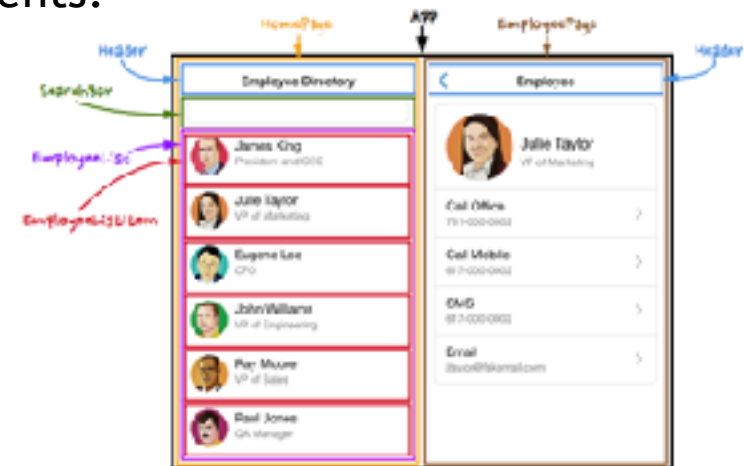 ents:
HomePage
APP
EmployeePage
Header
Header
SearchBar
EmployeeList
EmployeeListItem
Employee Directory
James King
President and CEO
Julie Taylor
VP of Marketing
Eugene Lee
CFO
John Williams
VP of Engineering
Ray Moore
VP of Sales
Paul Jones
QA Manager
Employee
Julie Taylor
VP of Marketing
Call Office
Call Mobile
SMS
Email